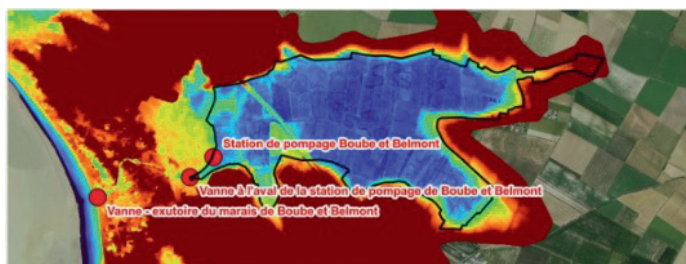 Station de pompage Boube et Belmont
Vanne à l'aval de la station de pompage de Boube et Belmont
Vanne - exutoire du marais de Boube et Belmont